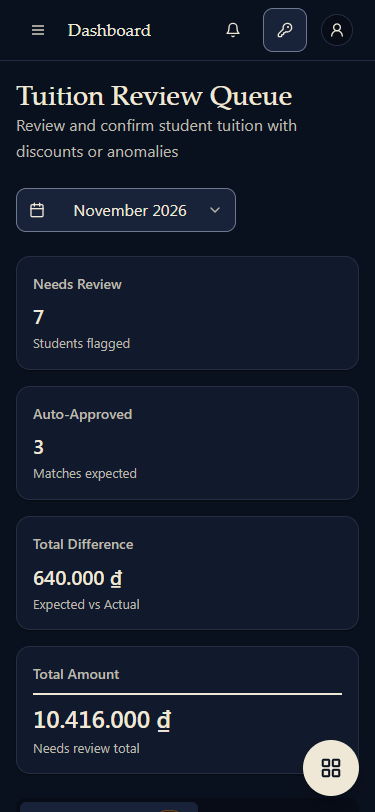 Dashboard
Tuition Review Queue
Review and confirm student tuition with
discounts or anomalies
November 2026
Needs Review
7
Students flagged
Auto-Approved
3
Matches expected
Total Difference
640.000 ₫
Expected vs Actual
Total Amount
10.416.000 ₫
Needs review total